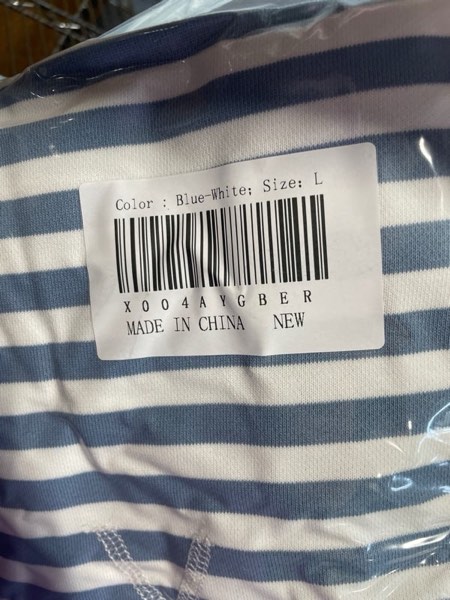 Color : Blue-White; Size: L
X004AYGBER
MADE IN CHINA NEW